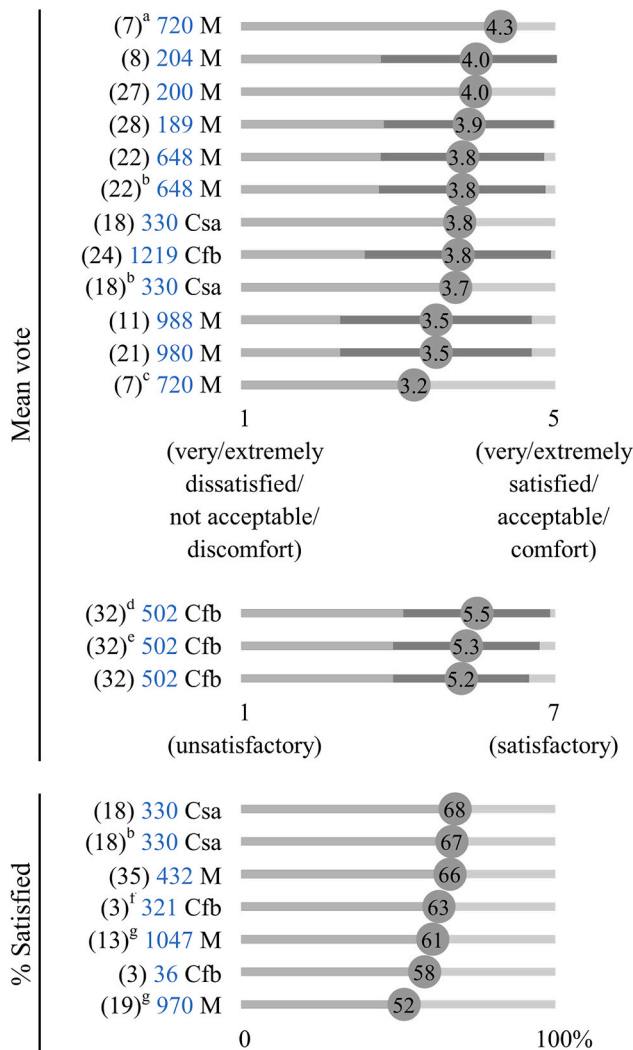 Mean vote
(7)ᵃ 720 M 4.3
(8) 204 M 4.0
(27) 200 M 4.0
(28) 189 M 3.9
(22) 648 M 3.8
(22)ᵇ 648 M 3.8
(18) 330 Csa 3.8
(24) 1219 Cfb 3.8
(18)ᵇ 330 Csa 3.7
(11) 988 M 3.5
(21) 980 M 3.5
(7)ᶜ 720 M 3.2
1 5
(very/extremely (very/extremely
dissatisfied/ satisfied/
not acceptable/ acceptable/
discomfort) comfort)
(32)ᵈ 502 Cfb 5.5
(32)ᵉ 502 Cfb 5.3
(32) 502 Cfb 5.2
1 7
(unsatisfactory) (satisfactory)
% Satisfied
(18) 330 Csa 68
(18)ᵇ 330 Csa 67
(35) 432 M 66
(3)ᶠ 321 Cfb 63
(13)ᵍ 1047 M 61
(3) 36 Cfb 58
(19)ᵍ 970 M 52
0 100%